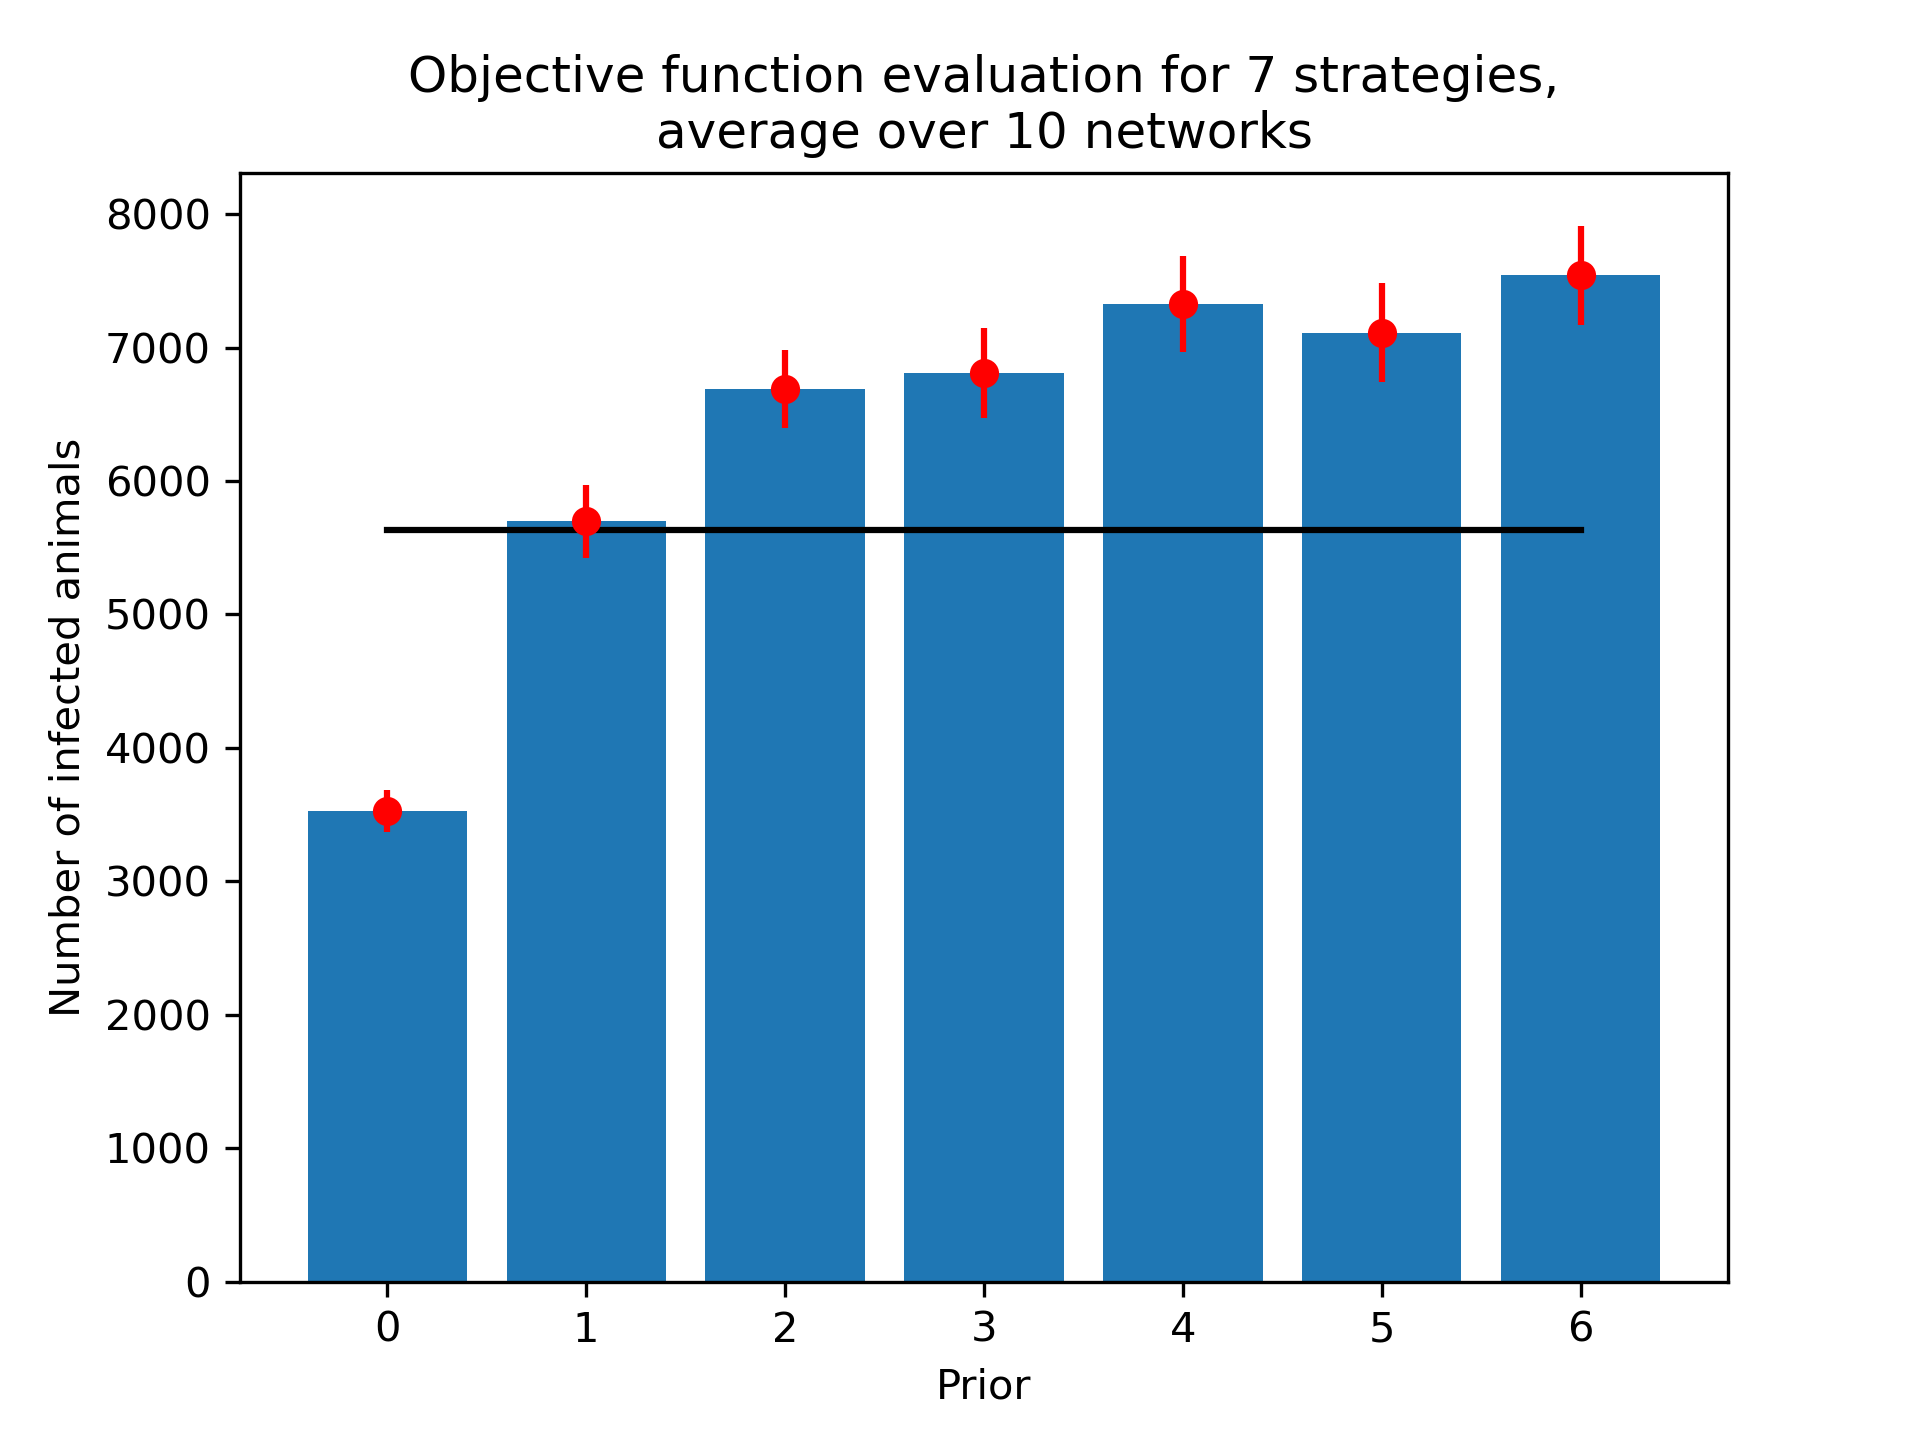 Objective function evaluation for 7 strategies,
average over 10 networks
Number of infected animals
8000
7000
6000
5000
4000
3000
2000
1000
0
0 1 2 3 4 5 6
Prior